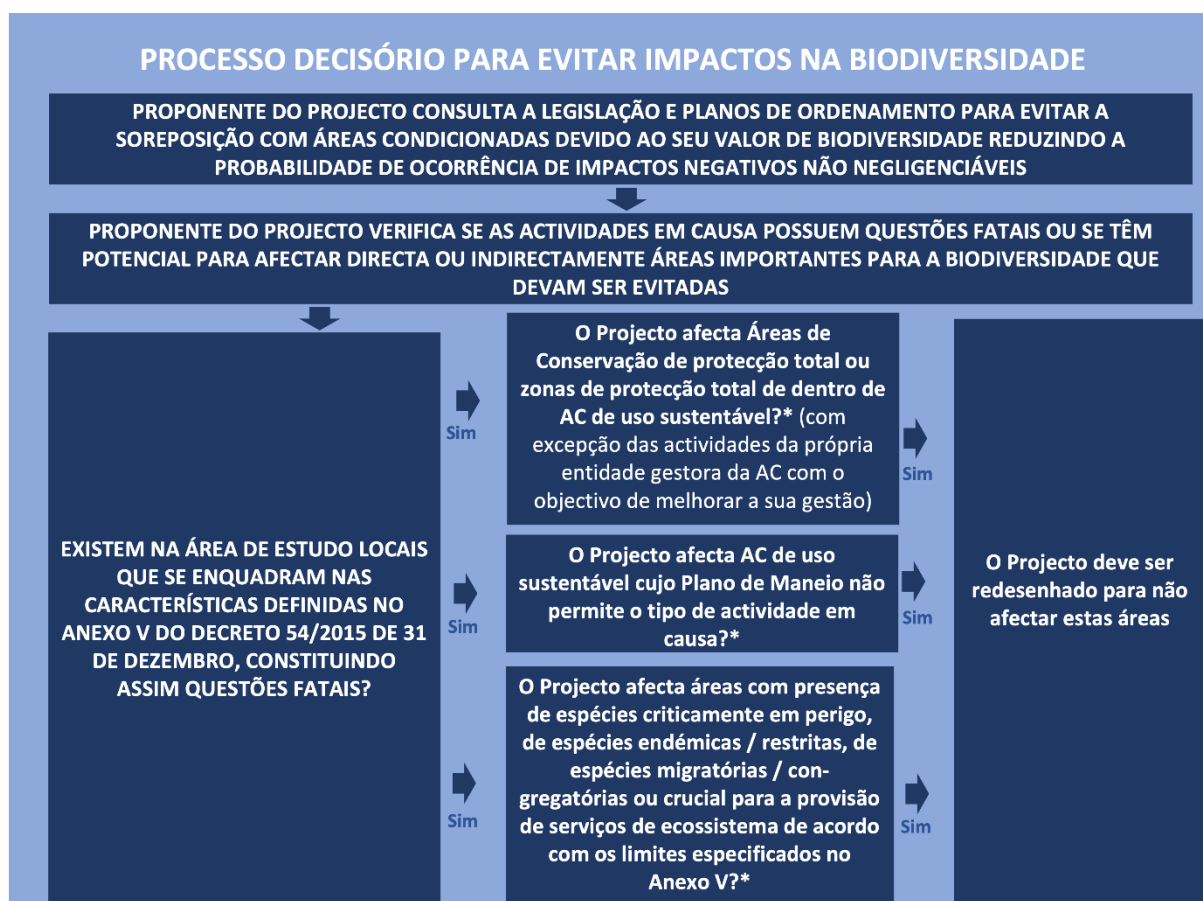 PROCESSO DECISÓRIO PARA EVITAR IMPACTOS NA BIODIVERSIDADE
PROPONENTE DO PROJECTO CONSULTA A LEGISLAÇÃO E PLANOS DE ORDENAMENTO PARA EVITAR A
SOREPOSIÇÃO COM ÁREAS CONDICIONADAS DEVIDO AO SEU VALOR DE BIODIVERSIDADE REDUZINDO A
PROBABILIDADE DE OCORRÊNCIA DE IMPACTOS NEGATIVOS NÃO NEGLIGENCIÁVEIS
PROPONENTE DO PROJECTO VERIFICA SE AS ACTIVIDADES EM CAUSA POSSUEM QUESTÕES FATAIS OU SE TÊM
POTENCIAL PARA AFECTAR DIRECTA OU INDIRECTAMENTE ÁREAS IMPORTANTES PARA A BIODIVERSIDADE QUE
DEVAM SER EVITADAS
EXISTEM NA ÁREA DE ESTUDO LOCAIS
QUE SE ENQUADRAM NAS
CARACTERÍSTICAS DEFINIDAS NO
ANEXO V DO DECRETO 54/2015 DE 31
DE DEZEMBRO, CONSTITUINDO
ASSIM QUESTÕES FATAIS?
Sim
O Projecto afecta Áreas de
Conservação de protecção total ou
zonas de protecção total de dentro de
AC de uso sustentável?* (com
excepção das actividades da própria
entidade gestora da AC com o
objectivo de melhorar a sua gestão)
Sim
Sim
O Projecto afecta AC de uso
sustentável cujo Plano de Maneio não
permite o tipo de actividade em
causa?*
Sim
Sim
O Projecto afecta áreas com presença
de espécies criticamente em perigo,
de espécies endémicas / restritas, de
espécies migratórias / con-
gregatórias ou crucial para a provisão
de serviços de ecossistema de acordo
com os limites especificados no
Anexo V?*
Sim
O Projecto deve ser
redesenhado para não
afectar estas áreas